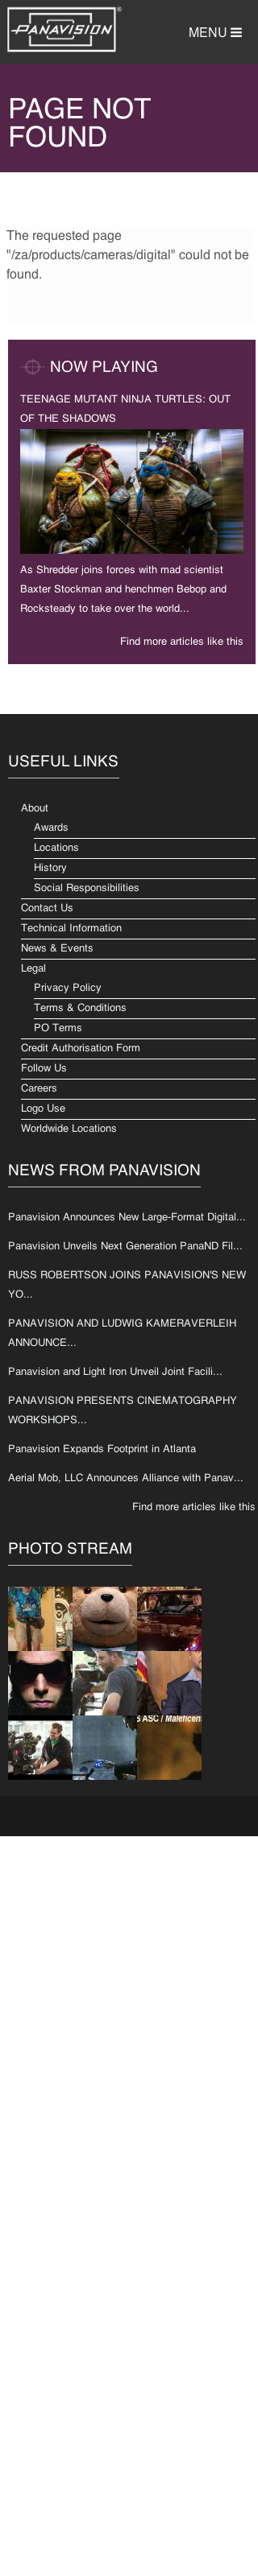 PANAVISION®
MENU
PAGE NOT
FOUND
The requested page
"/za/products/cameras/digital" could not be
found.
NOW PLAYING
TEENAGE MUTANT NINJA TURTLES: OUT
OF THE SHADOWS
As Shredder joins forces with mad scientist
Baxter Stockman and henchmen Bebop and
Rocksteady to take over the world...
Find more articles like this
USEFUL LINKS
About
Awards
Locations
History
Social Responsibilities
Contact Us
Technical Information
News & Events
Legal
Privacy Policy
Terms & Conditions
PO Terms
Credit Authorisation Form
Follow Us
Careers
Logo Use
Worldwide Locations
NEWS FROM PANAVISION
Panavision Announces New Large-Format Digital...
Panavision Unveils Next Generation PanaND Fil...
RUSS ROBERTSON JOINS PANAVISION'S NEW
YO...
PANAVISION AND LUDWIG KAMERAVERLEIH
ANNOUNCE...
Panavision and Light Iron Unveil Joint Facili...
PANAVISION PRESENTS CINEMATOGRAPHY
WORKSHOPS...
Panavision Expands Footprint in Atlanta
Aerial Mob, LLC Announces Alliance with Panav...
Find more articles like this
PHOTO STREAM
s ASC / Maleficent